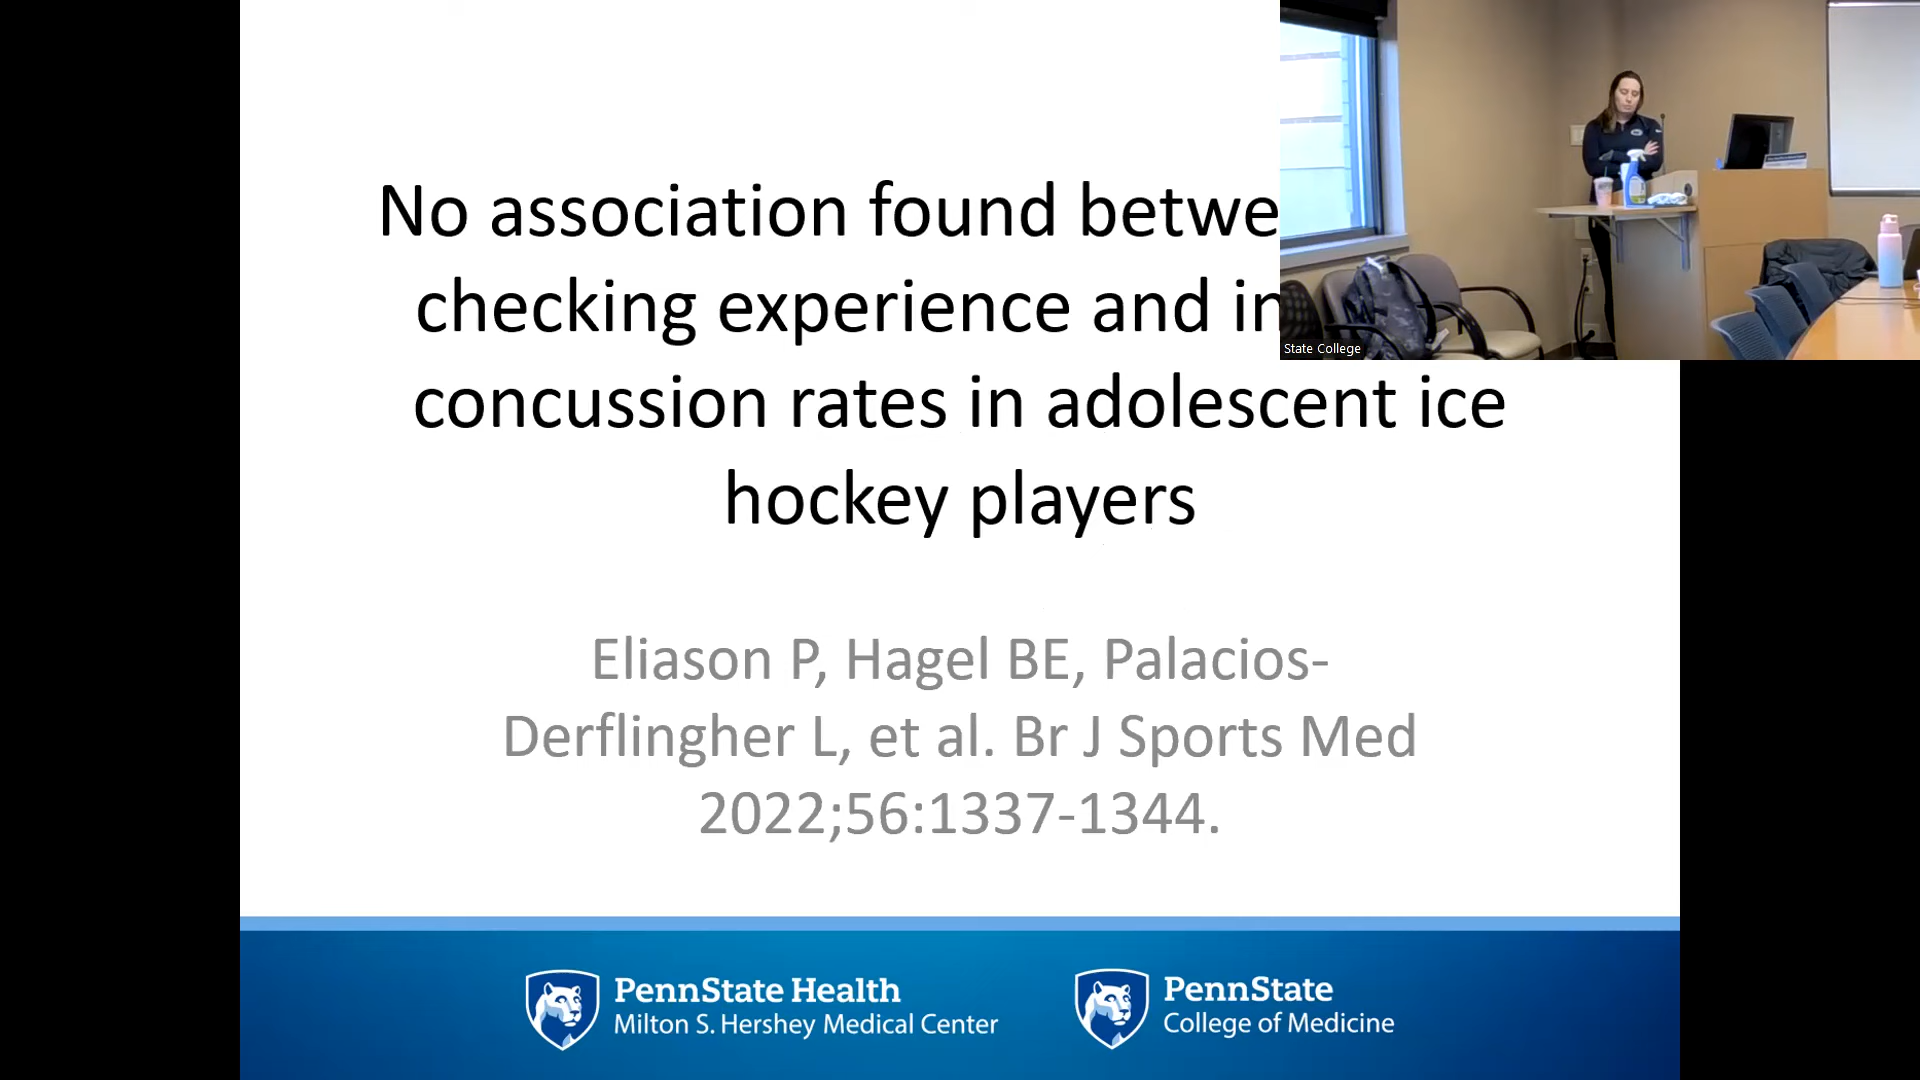 No association found betwe
checking experience and in
concussion rates in adolescent ice
hockey players
Eliason P, Hagel BE, Palacios-
Derflingher L, et al. Br J Sports Med
2022;56:1337-1344.
State College
PennState Health
Milton S. Hershey Medical Center
PennState
College of Medicine